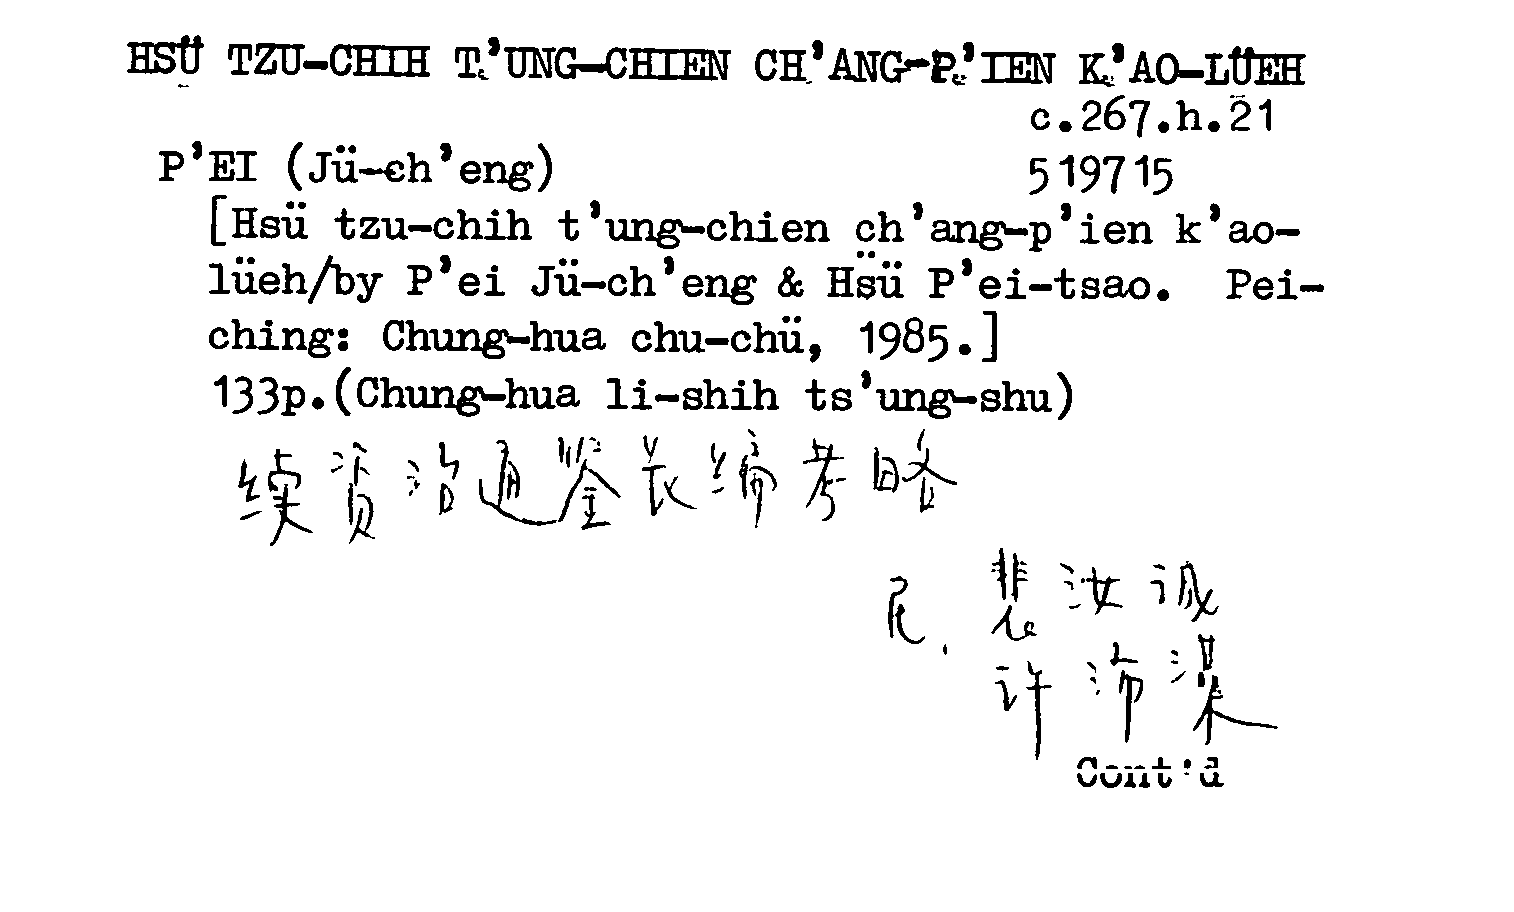 HSÜ TZU-CHIH T'UNG-CHIEN CH'ANG-P'IEN K'AO-LÜEH
c.267.h.21
P'EI (Jü-ch'eng)
519715
[Hsü tzu-chih t'ung-chien ch'ang-p'ien k'ao-
lüeh/by P'ei Jü-ch'eng & Hsü P'ei-tsao. Pei-
ching: Chung-hua chu-chü, 1985.]
133p.(Chung-hua li-shih ts'ung-shu)
续资治通鉴长编考略
裴汝诚
许沛藻
Cont'd